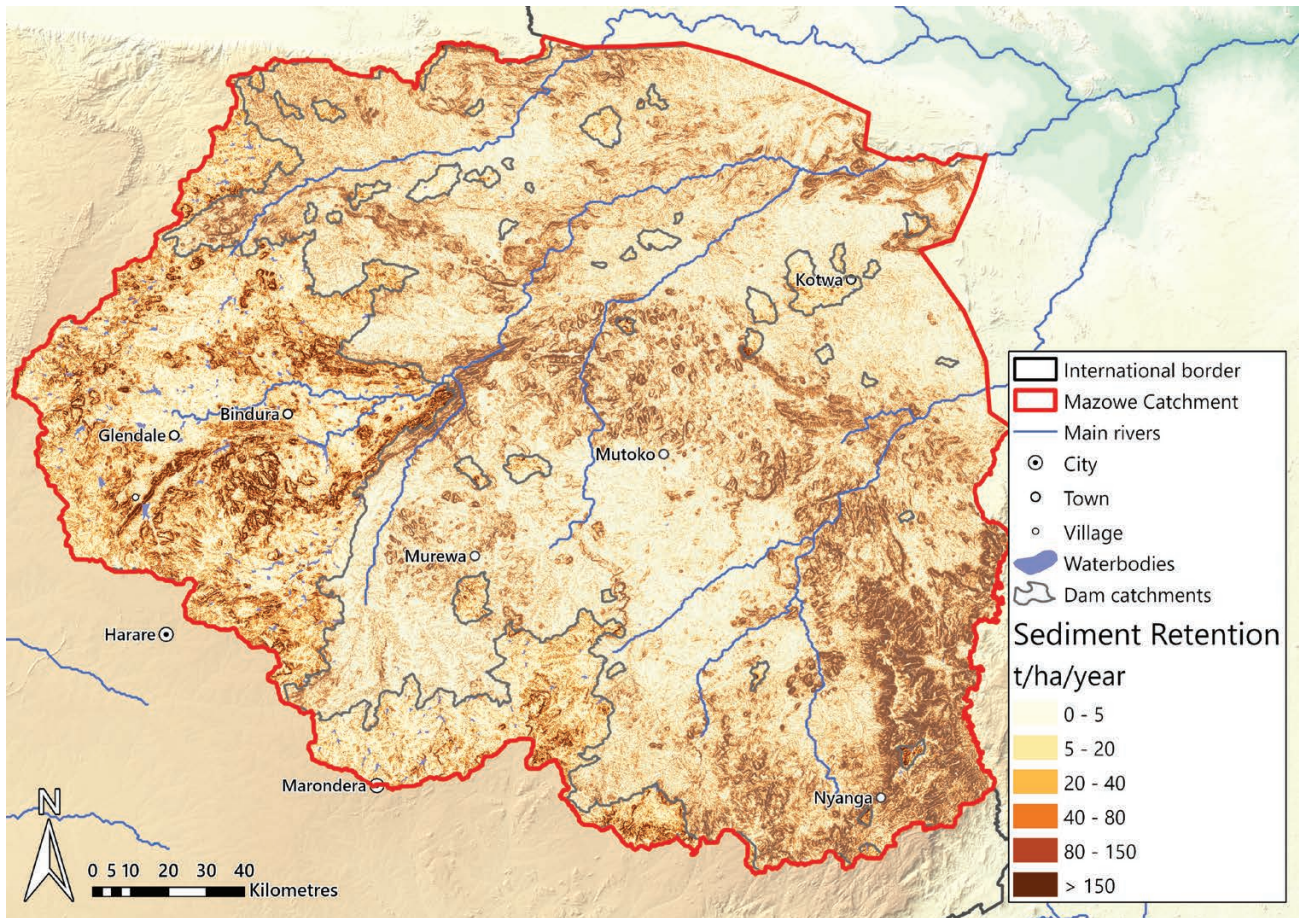 Kotwa
Bindura
Glendale
Mutoko
Murewa
Harare
Marondera
Nyanga
N
0 5 10 20 30 40
Kilometres
International border
Mazowe Catchment
Main rivers
City
Town
Village
Waterbodies
Dam catchments
Sediment Retention
t/ha/year
0 - 5
5 - 20
20 - 40
40 - 80
80 - 150
> 150